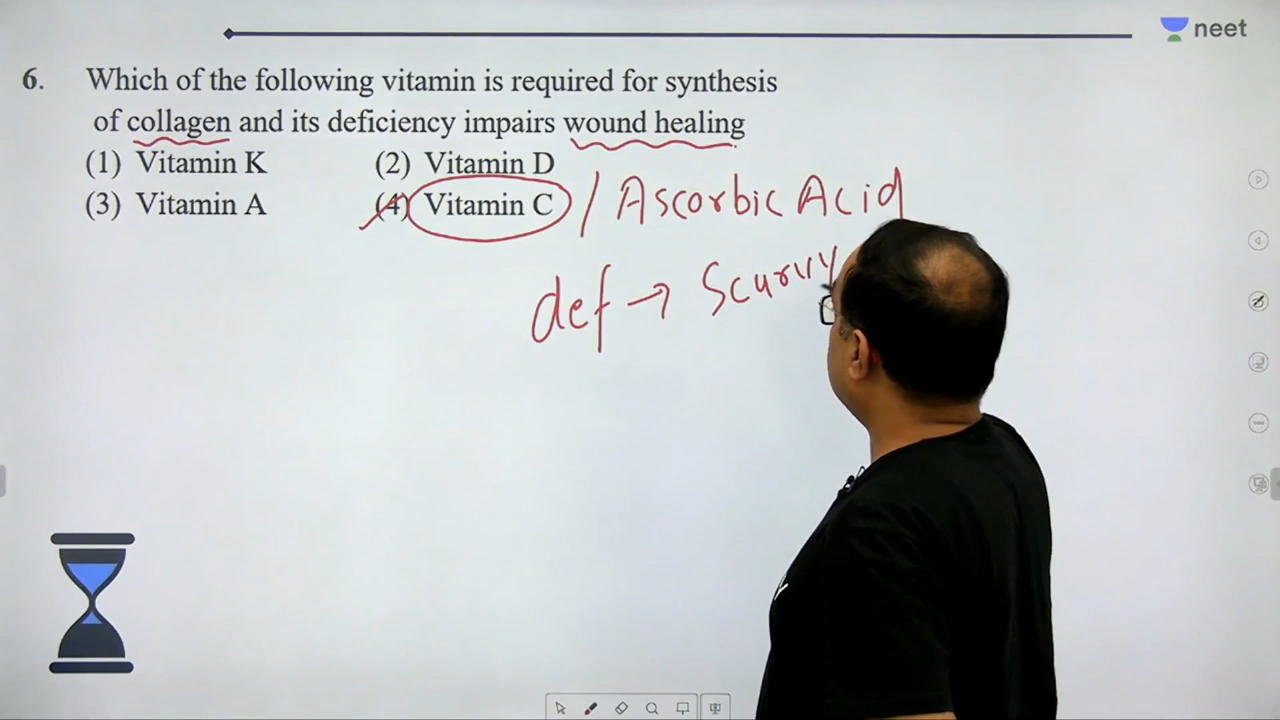 neet
6. Which of the following vitamin is required for synthesis
of collagen and its deficiency impairs wound healing
(1) Vitamin K (2) Vitamin D
(3) Vitamin A (4) Vitamin C / Ascorbic Acid
def → Scurvy